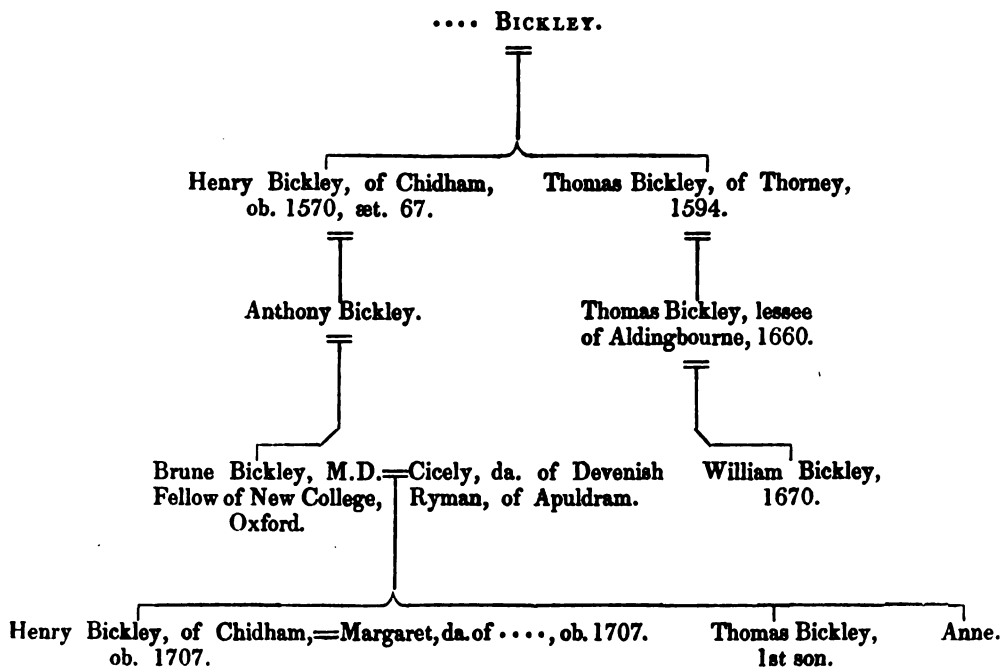 .... BICKLEY.
Henry Bickley, of Chidham,
ob. 1570, æt. 67.
Thomas Bickley, of Thorney,
1594.
Anthony Bickley.
Thomas Bickley, lessee
of Aldingbourne, 1660.
Brune Bickley, M.D.
Fellow of New College,
Oxford.
=Cicely, da. of Devenish
Ryman, of Apuldram.
William Bickley,
1670.
Henry Bickley, of Chidham,
ob. 1707.
=Margaret, da. of ...., ob. 1707.
Thomas Bickley,
1st son.
Anne.